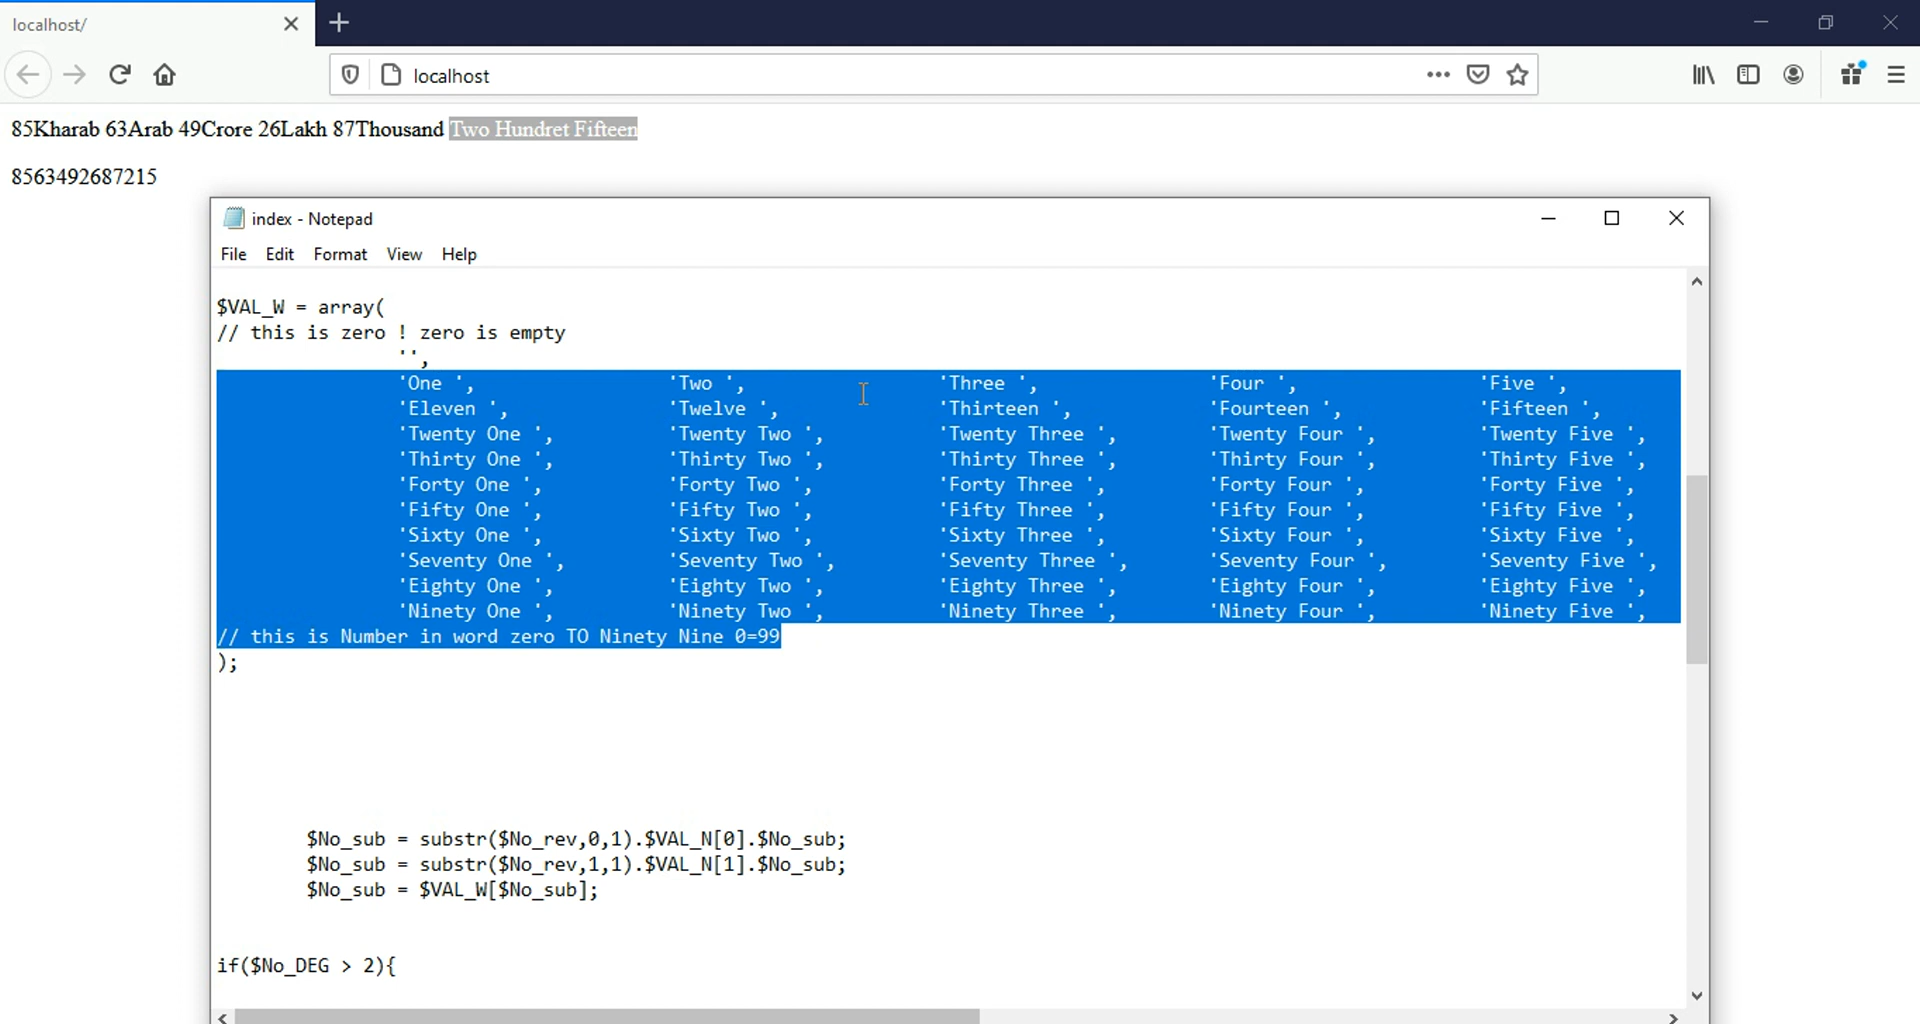 localhost/
localhost
85Kharab 63Arab 49Crore 26Lakh 87Thousand Two Hundret Fifteen
8563492687215
index - Notepad
File Edit Format View Help
$VAL_W = array(
// this is zero ! zero is empty
'',
'One ', 'Two ', 'Three ', 'Four ', 'Five ',
'Eleven ', 'Twelve ', 'Thirteen ', 'Fourteen ', 'Fifteen ',
'Twenty One ', 'Twenty Two ', 'Twenty Three ', 'Twenty Four ', 'Twenty Five ',
'Thirty One ', 'Thirty Two ', 'Thirty Three ', 'Thirty Four ', 'Thirty Five ',
'Forty One ', 'Forty Two ', 'Forty Three ', 'Forty Four ', 'Forty Five ',
'Fifty One ', 'Fifty Two ', 'Fifty Three ', 'Fifty Four ', 'Fifty Five ',
'Sixty One ', 'Sixty Two ', 'Sixty Three ', 'Sixty Four ', 'Sixty Five ',
'Seventy One ', 'Seventy Two ', 'Seventy Three ', 'Seventy Four ', 'Seventy Five ',
'Eighty One ', 'Eighty Two ', 'Eighty Three ', 'Eighty Four ', 'Eighty Five ',
'Ninety One ', 'Ninety Two ', 'Ninety Three ', 'Ninety Four ', 'Ninety Five ',
// this is Number in word zero TO Ninety Nine 0=99
);
$No_sub = substr($No_rev,0,1).$VAL_N[0].$No_sub;
$No_sub = substr($No_rev,1,1).$VAL_N[1].$No_sub;
$No_sub = $VAL_W[$No_sub];
if($No_DEG > 2){